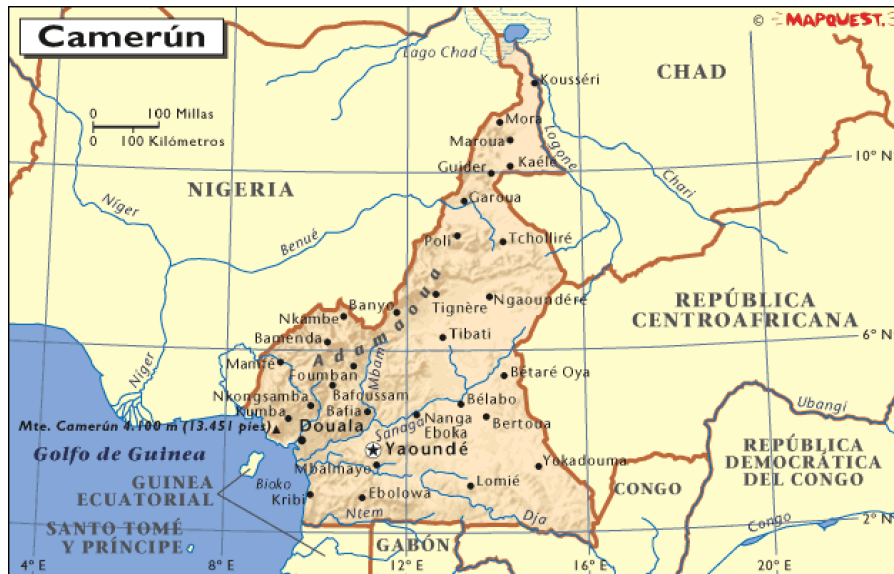 Camerún
© MAPQUEST.
Lago Chad
Kousséri
CHAD
0 100 Millas
0 100 Kilómetros
Mora
Maroua
Logone
Kaélé
10° N
Guider
NIGERIA
Chari
Níger
Garoua
Benué
Poli
Tcholliré
Adamaoua
Tignère
Ngaoundéré
REPÚBLICA
CENTROAFRICANA
Banyo
Nkambe
Tibati
Bamenda
6° N
Mamfé
Mbam
Foumban
Bétaré Oya
Níger
Nkongsamba
Bafoussam
Bélabo
Ubangi
Kumba
Bafia
Sanaga
Nanga
Eboka
Bertoua
Mte. Camerún 4.100 m (13.451 pies)
Douala
Yaoundé
Golfo de Guinea
REPÚBLICA
DEMOCRÁTICA
DEL CONGO
Mbalmayo
Yokadouma
GUINEA
ECUATORIAL
Bioko
Lomié
CONGO
Kribi
Ebolowa
Ntem
Dja
Congo
2° N
SANTO TOMÉ
Y PRÍNCIPE
GABÓN
4° E
8° E
12° E
16° E
20° E